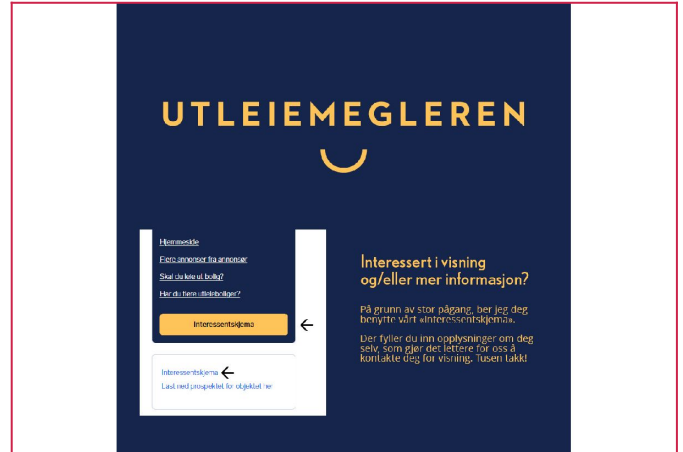 UTLEIEMEGLEREN
Hjemmeside
Flere annonser fra annonsør
Skal du leie ut bolig?
Har du flere utleieboliger?
Interessentskjema
Interessentskjema
Last ned prospektet for objektet her
Interessert i visning
og/eller mer informasjon?
På grunn av stor pågang, ber jeg deg
benytte vårt «Interessentskjema».
Der fyller du inn opplysninger om deg
selv, som gjør det lettere for oss å
kontakte deg for visning. Tusen takk!